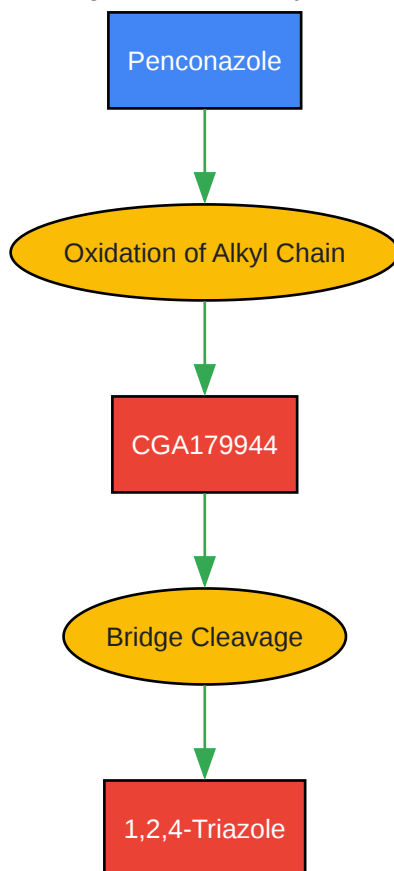 Penconazole
Oxidation of Alkyl Chain
CGA179944
Bridge Cleavage
1,2,4-Triazole